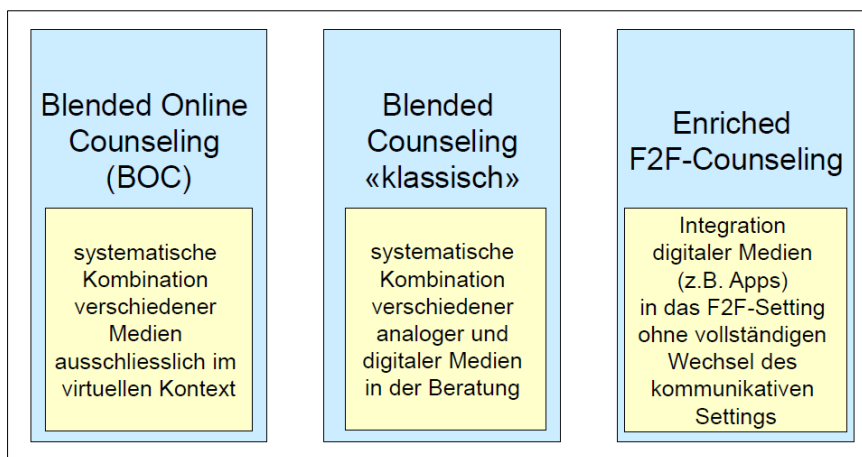 Blended Online
Counseling
(BOC)
systematische
Kombination
verschiedener
Medien
ausschliesslich im
virtuellen Kontext
Blended
Counseling
«klassisch»
systematische
Kombination
verschiedener
analoger und
digitaler Medien
in der Beratung
Enriched
F2F-Counseling
Integration
digitaler Medien
(z.B. Apps)
in das F2F-Setting
ohne vollständigen
Wechsel des
kommunikativen
Settings